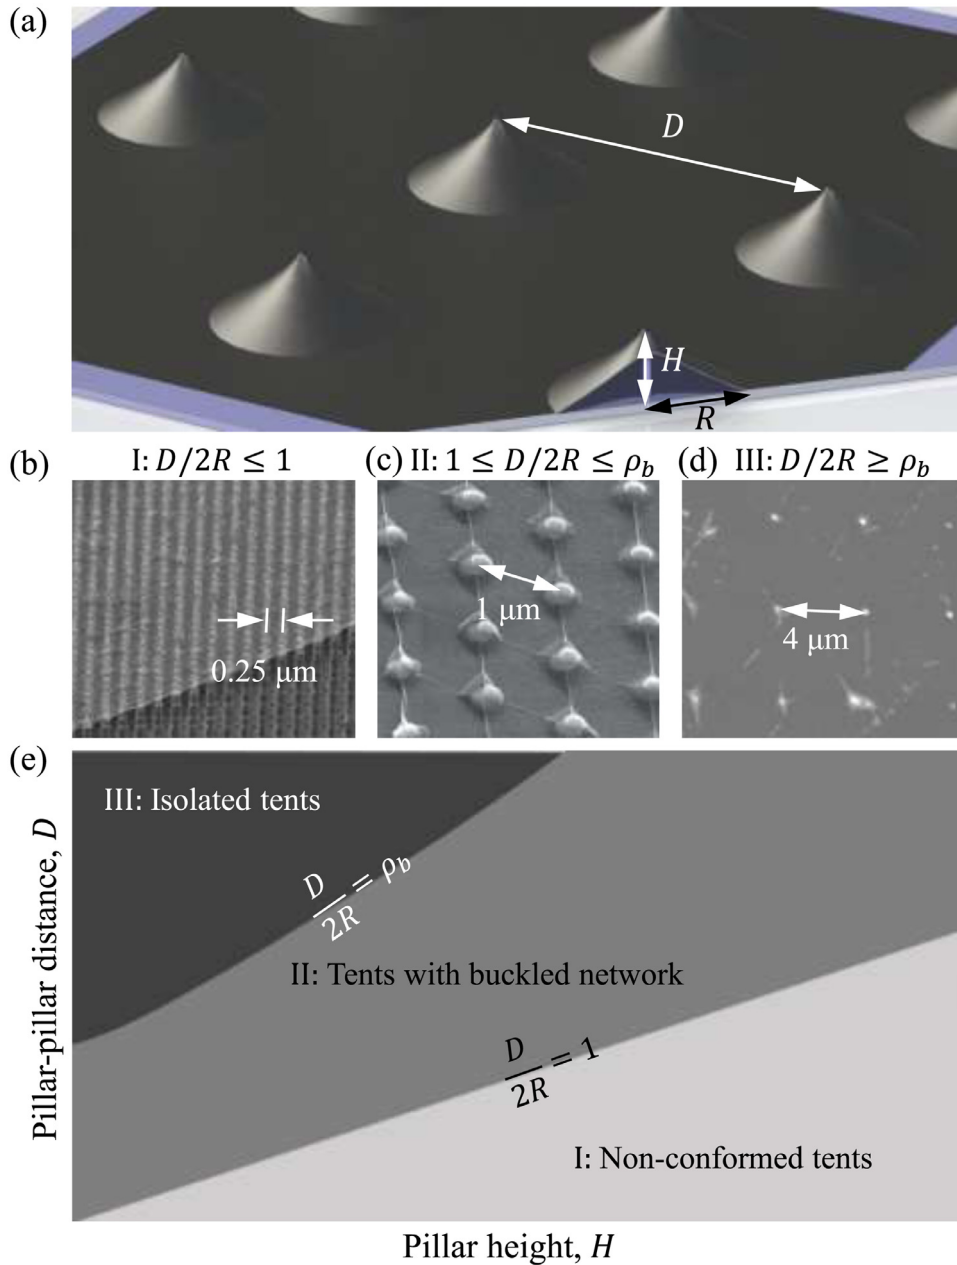 (a)
D
H
R
(b) I: D/2R ≤ 1
(c) II: 1 ≤ D/2R ≤ ρ_b
(d) III: D/2R ≥ ρ_b
0.25 μm
1 μm
4 μm
(e)
III: Isolated tents
D/2R = ρ_b
II: Tents with buckled network
D/2R = 1
I: Non-conformed tents
Pillar-pillar distance, D
Pillar height, H